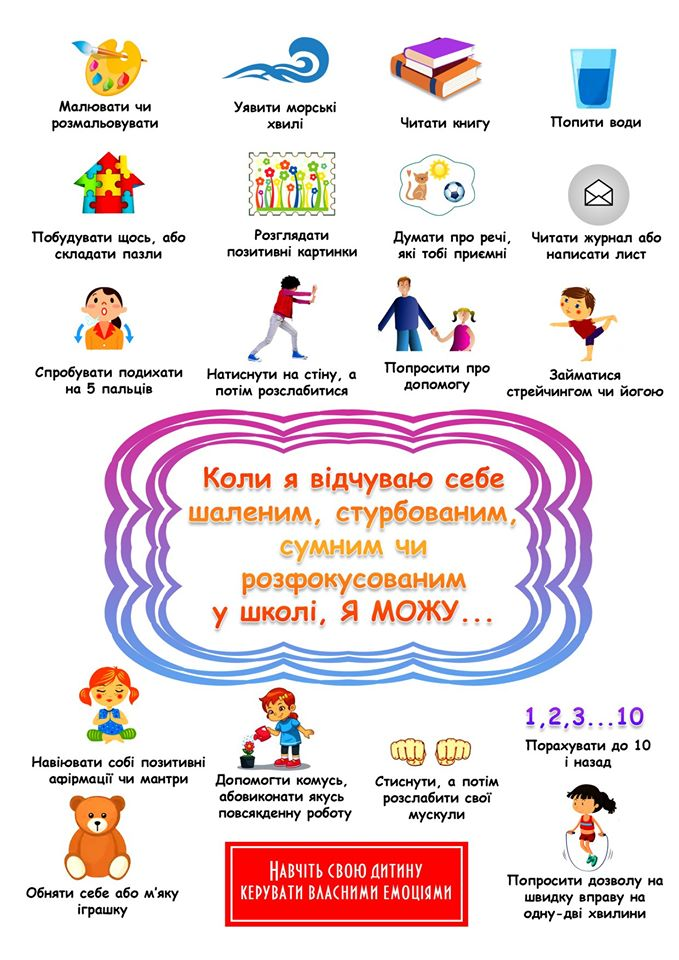 Малювати чи
розмальовувати
Уявити морські
хвилі
Читати книгу
Попити води
Побудувати щось, або
складати пазли
Розглядати
позитивні картинки
Думати про речі,
які тобі приємні
Читати журнал або
написати лист
Спробувати подихати
на 5 пальців
Натиснути на стіну, а
потім розслабитися
Попросити про
допомогу
Займатися
стрейчингом чи йогою
Коли я відчуваю себе
шаленим, стурбованим,
сумним чи
розфокусованим
у школі, Я МОЖУ...
Навіювати собі позитивні
афірмації чи мантри
Допомогти комусь,
абовиконати якусь
повсякденну роботу
Стиснути, а потім
розслабити свої
мускули
1,2,3...10
Порахувати до 10
і назад
Обняти себе або м’яку
іграшку
НАВЧІТЬ СВОЮ ДИТИНУ
КЕРУВАТИ ВЛАСНИМИ ЕМОЦІЯМИ
Попросити дозволу на
швидку вправу на
одну-дві хвилини